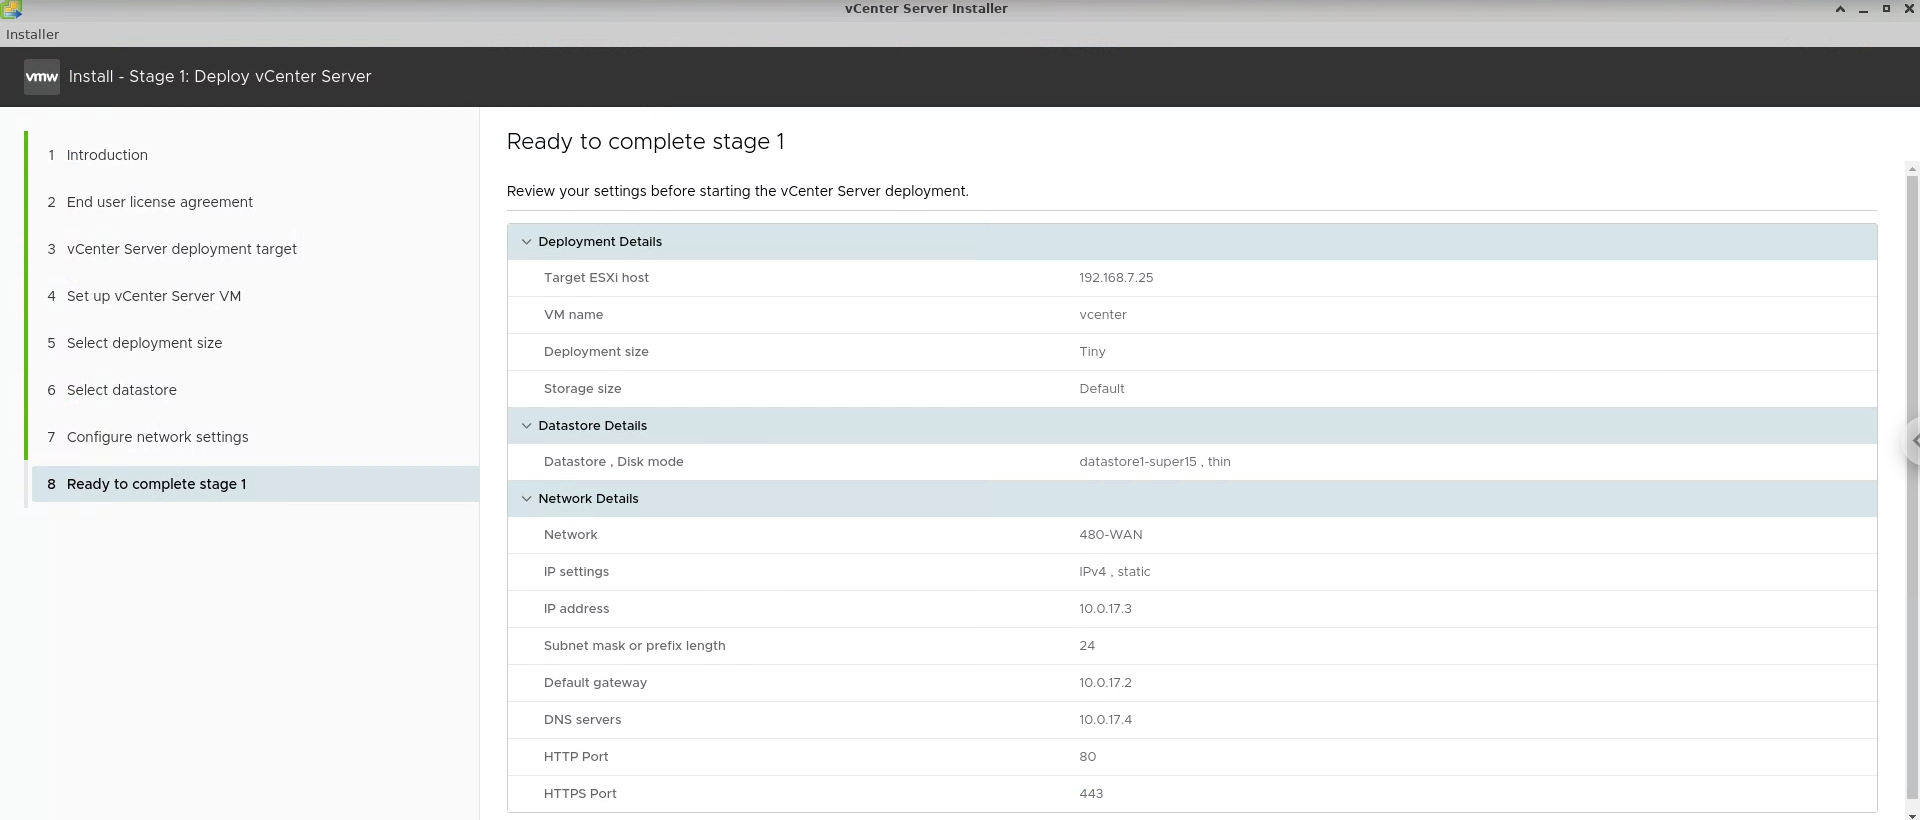 vCenter Server Installer
Installer
vmw Install - Stage 1: Deploy vCenter Server
1 Introduction
2 End user license agreement
3 vCenter Server deployment target
4 Set up vCenter Server VM
5 Select deployment size
6 Select datastore
7 Configure network settings
8 Ready to complete stage 1
Ready to complete stage 1
Review your settings before starting the vCenter Server deployment.
Deployment Details
Target ESXi host 192.168.7.25
VM name vcenter
Deployment size Tiny
Storage size Default
Datastore Details
Datastore , Disk mode datastore1-super15 , thin
Network Details
Network 480-WAN
IP settings IPv4 , static
IP address 10.0.17.3
Subnet mask or prefix length 24
Default gateway 10.0.17.2
DNS servers 10.0.17.4
HTTP Port 80
HTTPS Port 443